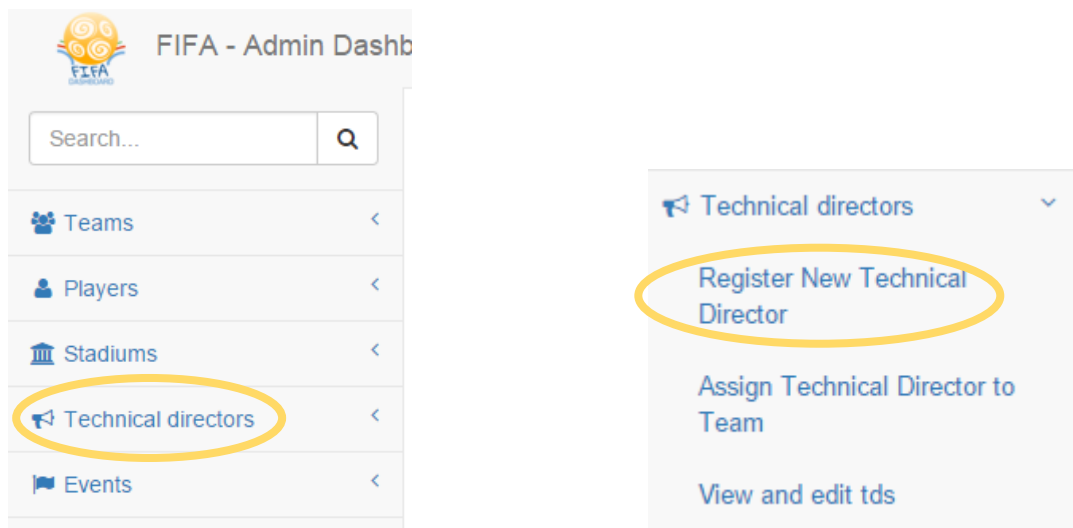 FIFA - Admin Dashb
FIFA
DASHBOARD
Search...
Teams
Players
Stadiums
Technical directors
Events
Technical directors
Register New Technical
Director
Assign Technical Director to
Team
View and edit tds